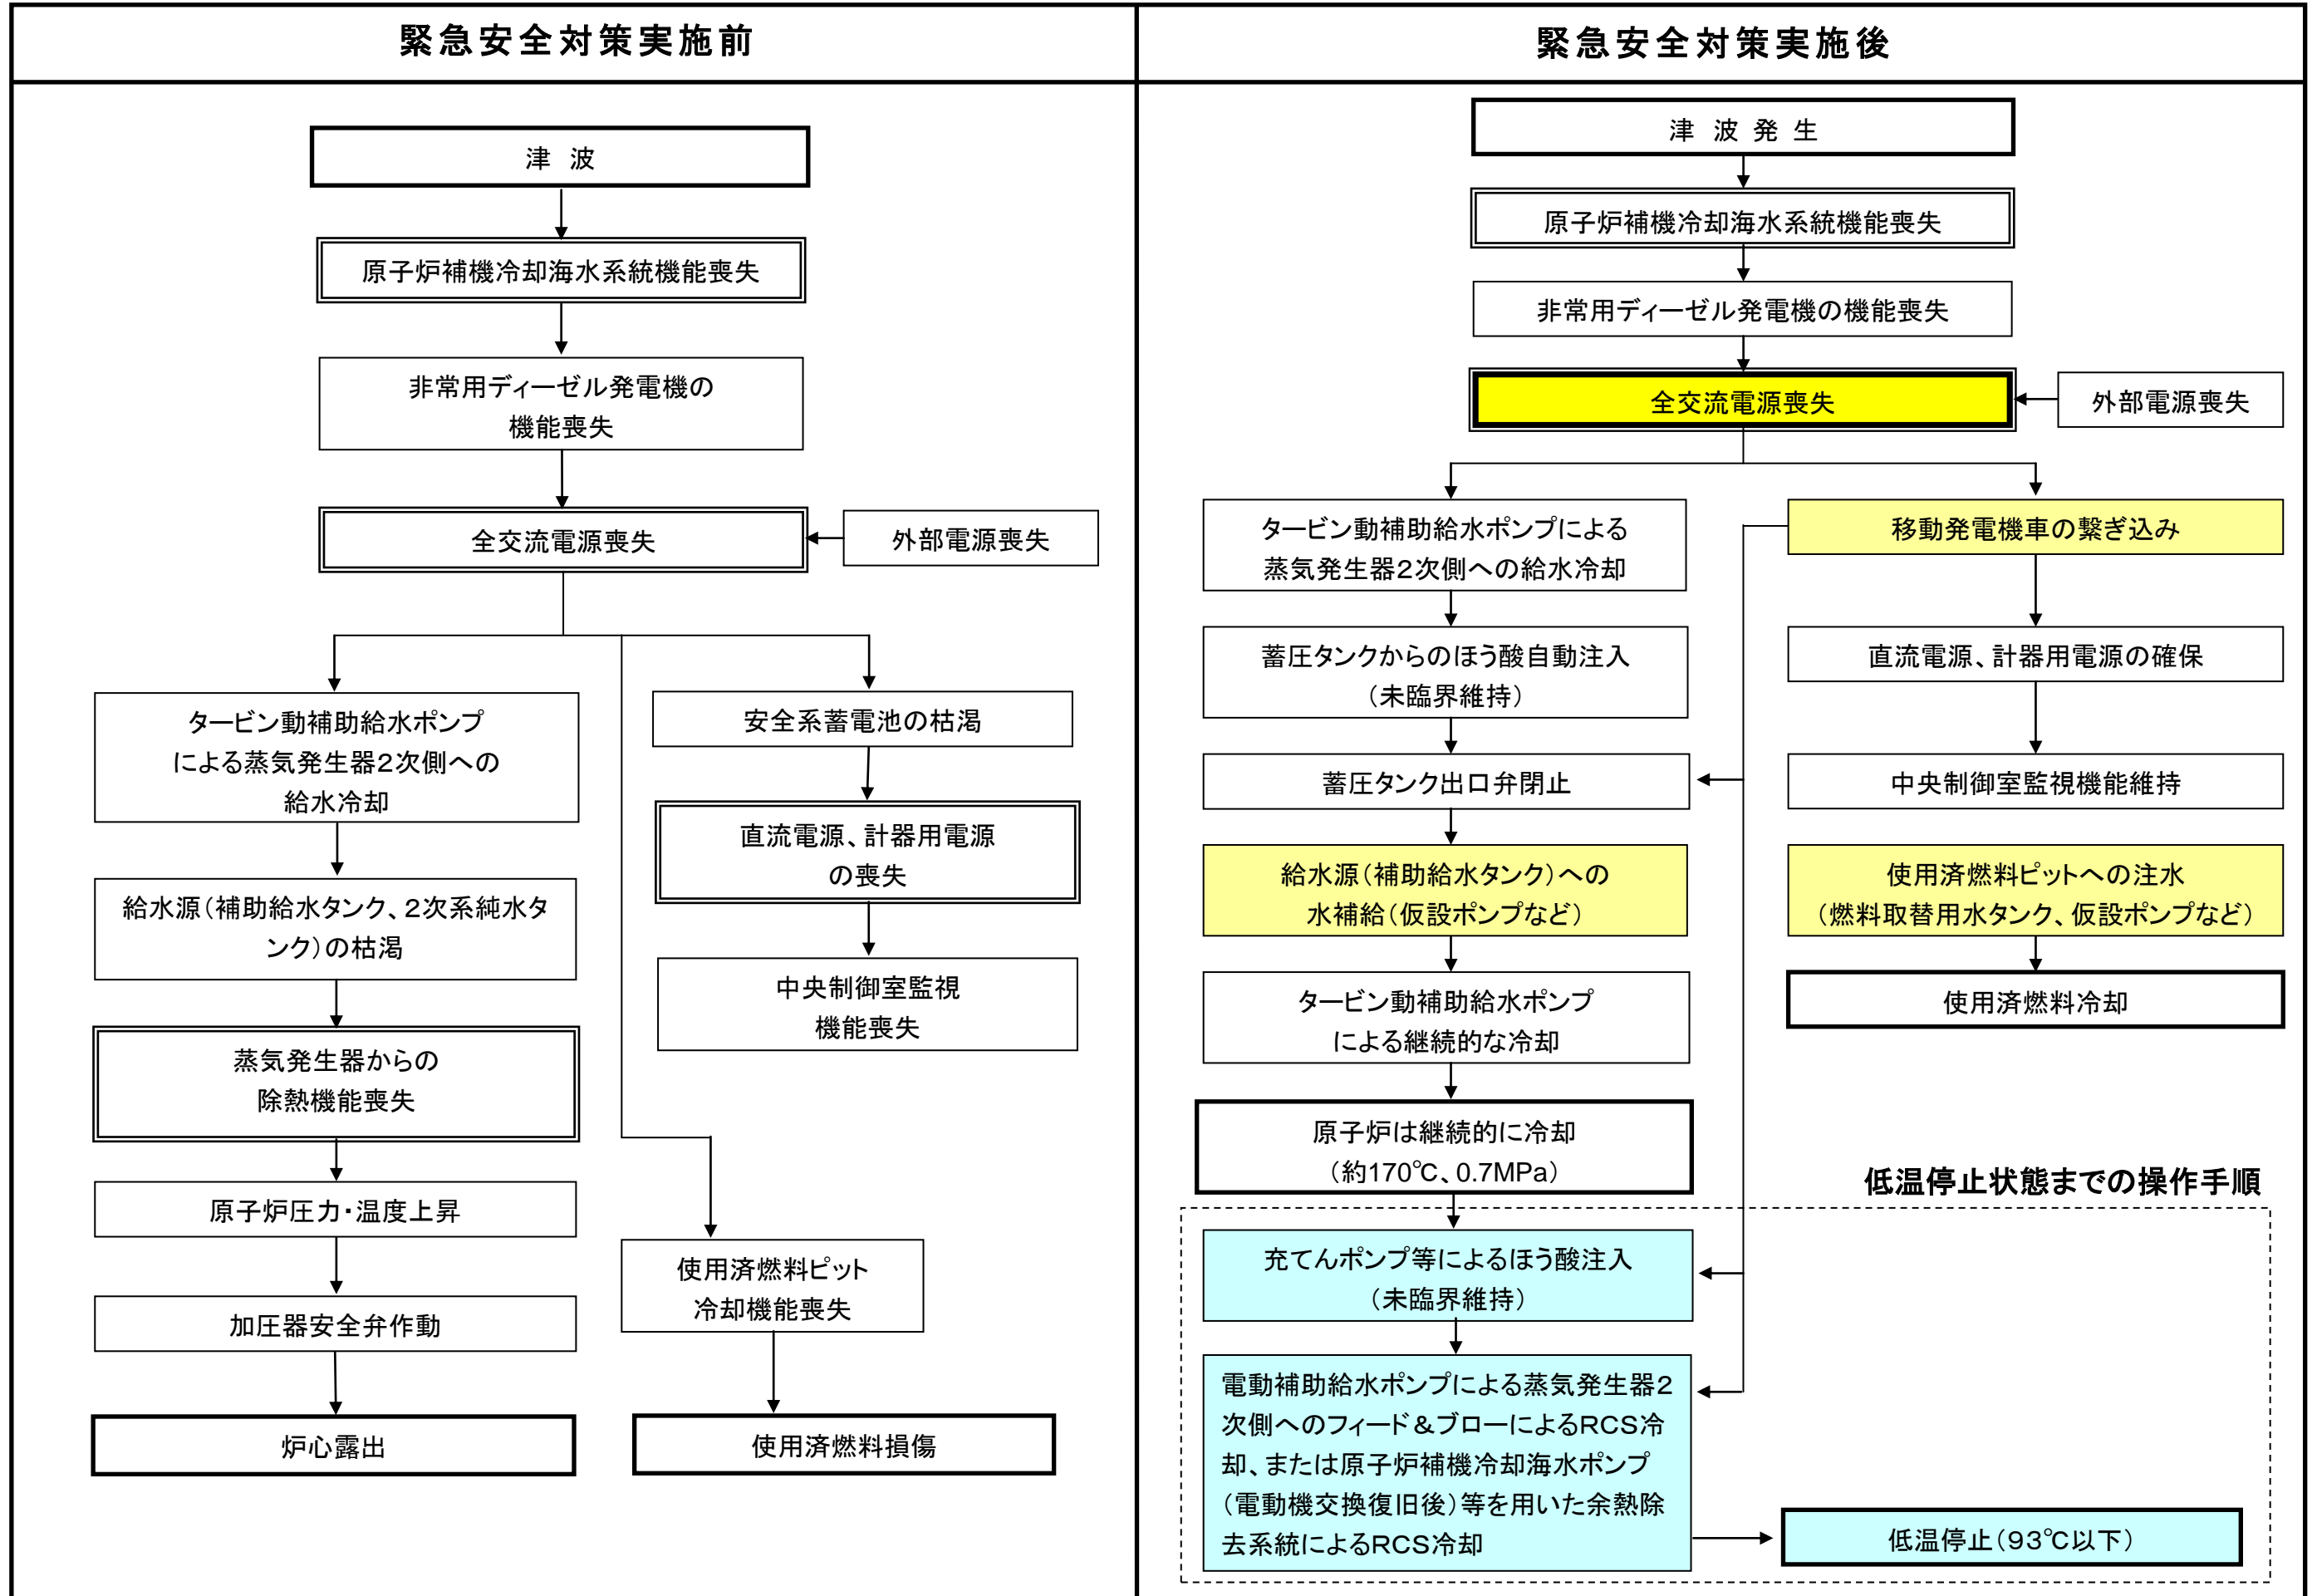 緊急安全対策実施前
津 波
原子炉補機冷却海水系統機能喪失
非常用ディーゼル発電機の
機能喪失
全交流電源喪失
外部電源喪失
タービン動補助給水ポンプ
による蒸気発生器2次側への
給水冷却
給水源(補助給水タンク、2次系純水タ
ンク)の枯渇
蒸気発生器からの
除熱機能喪失
原子炉圧力・温度上昇
加圧器安全弁作動
炉心露出
安全系蓄電池の枯渇
直流電源、計器用電源
の喪失
中央制御室監視
機能喪失
使用済燃料ピット
冷却機能喪失
使用済燃料損傷
緊急安全対策実施後
津 波 発 生
原子炉補機冷却海水系統機能喪失
非常用ディーゼル発電機の機能喪失
全交流電源喪失
外部電源喪失
タービン動補助給水ポンプによる
蒸気発生器2次側への給水冷却
蓄圧タンクからのほう酸自動注入
(未臨界維持)
蓄圧タンク出口弁閉止
給水源(補助給水タンク)への
水補給(仮設ポンプなど)
タービン動補助給水ポンプ
による継続的な冷却
原子炉は継続的に冷却
(約170℃、0.7MPa)
移動発電機車の繋ぎ込み
直流電源、計器用電源の確保
中央制御室監視機能維持
使用済燃料ピットへの注水
(燃料取替用水タンク、仮設ポンプなど)
使用済燃料冷却
低温停止状態までの操作手順
充てんポンプ等によるほう酸注入
(未臨界維持)
電動補助給水ポンプによる蒸気発生器2
次側へのフィード&ブローによるRCS冷
却、または原子炉補機冷却海水ポンプ
(電動機交換復旧後)等を用いた余熱除
去系統によるRCS冷却
低温停止(93℃以下)